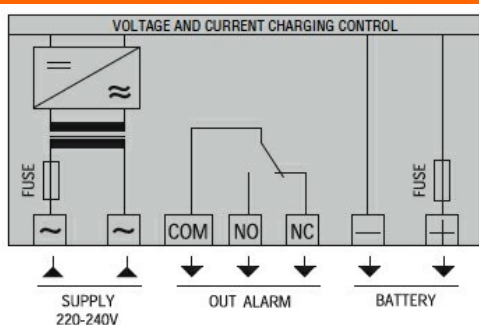 VOLTAGE AND CURRENT CHARGING CONTROL
FUSE
FUSE
~ ~ COM NO NC — +
SUPPLY OUT ALARM BATTERY
220-240V